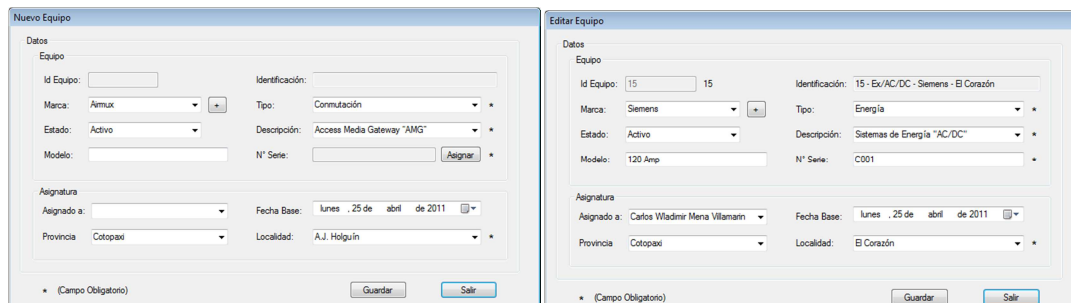 Nuevo Equipo
Datos
Equipo
Id Equipo: Identificación:
Marca: Airmux + Tipo: Conmutación *
Estado: Activo Descripción: Access Media Gateway "AMG" *
Modelo: N° Serie: Asignar *
Asignatura
Asignado a: Fecha Base: lunes , 25 de abril de 2011
Provincia Cotopaxi Localidad: A.J. Holguín *
* (Campo Obligatorio) Guardar Salir
Editar Equipo
Datos
Equipo
Id Equipo: 15 15 Identificación: 15 - Ex/AC/DC - Siemens - El Corazón
Marca: Siemens + Tipo: Energía *
Estado: Activo Descripción: Sistemas de Energía "AC/DC" *
Modelo: 120 Amp N° Serie: C001 *
Asignatura
Asignado a: Carlos Wladimir Mena Villamarin Fecha Base: lunes , 25 de abril de 2011
Provincia Cotopaxi Localidad: El Corazón *
* (Campo Obligatorio) Guardar Salir